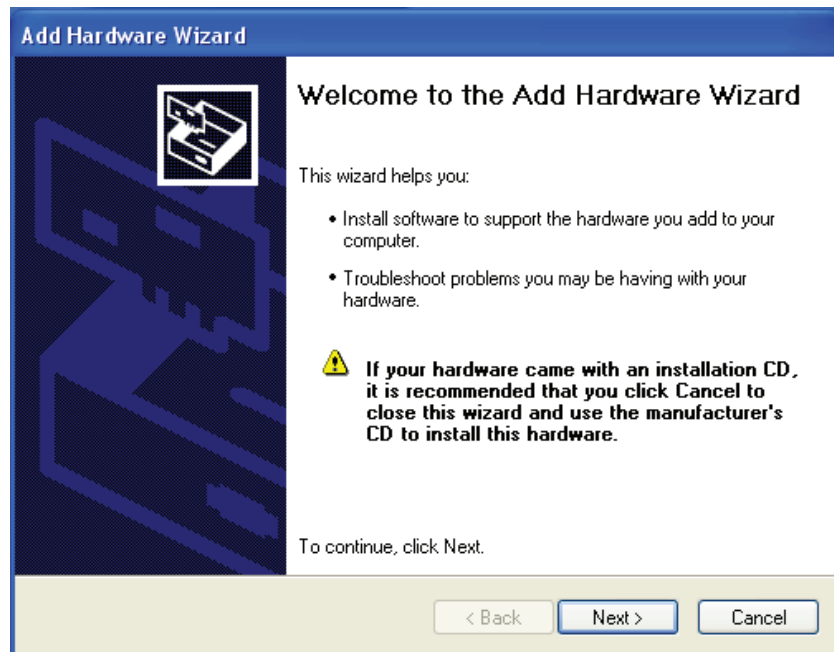 Add Hardware Wizard
Welcome to the Add Hardware Wizard
This wizard helps you:
• Install software to support the hardware you add to your
computer.
• Troubleshoot problems you may be having with your
hardware.
If your hardware came with an installation CD,
it is recommended that you click Cancel to
close this wizard and use the manufacturer's
CD to install this hardware.
To continue, click Next.
< Back Next > Cancel